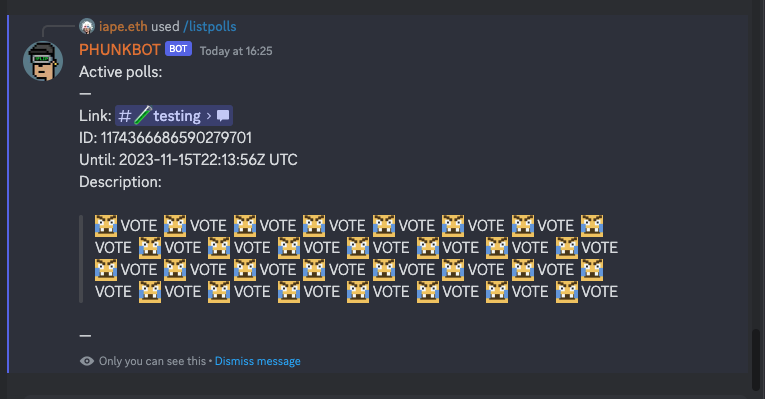 iape.eth used /listpolls
PHUNKBOT BOT Today at 16:25
Active polls:
—
Link: # testing ›
ID: 1174366686590279701
Until: 2023-11-15T22:13:56Z UTC
Description:
VOTE VOTE VOTE VOTE VOTE VOTE VOTE
VOTE VOTE VOTE VOTE VOTE VOTE VOTE VOTE
VOTE VOTE VOTE VOTE VOTE VOTE VOTE
VOTE VOTE VOTE VOTE VOTE VOTE VOTE VOTE
—
Only you can see this • Dismiss message